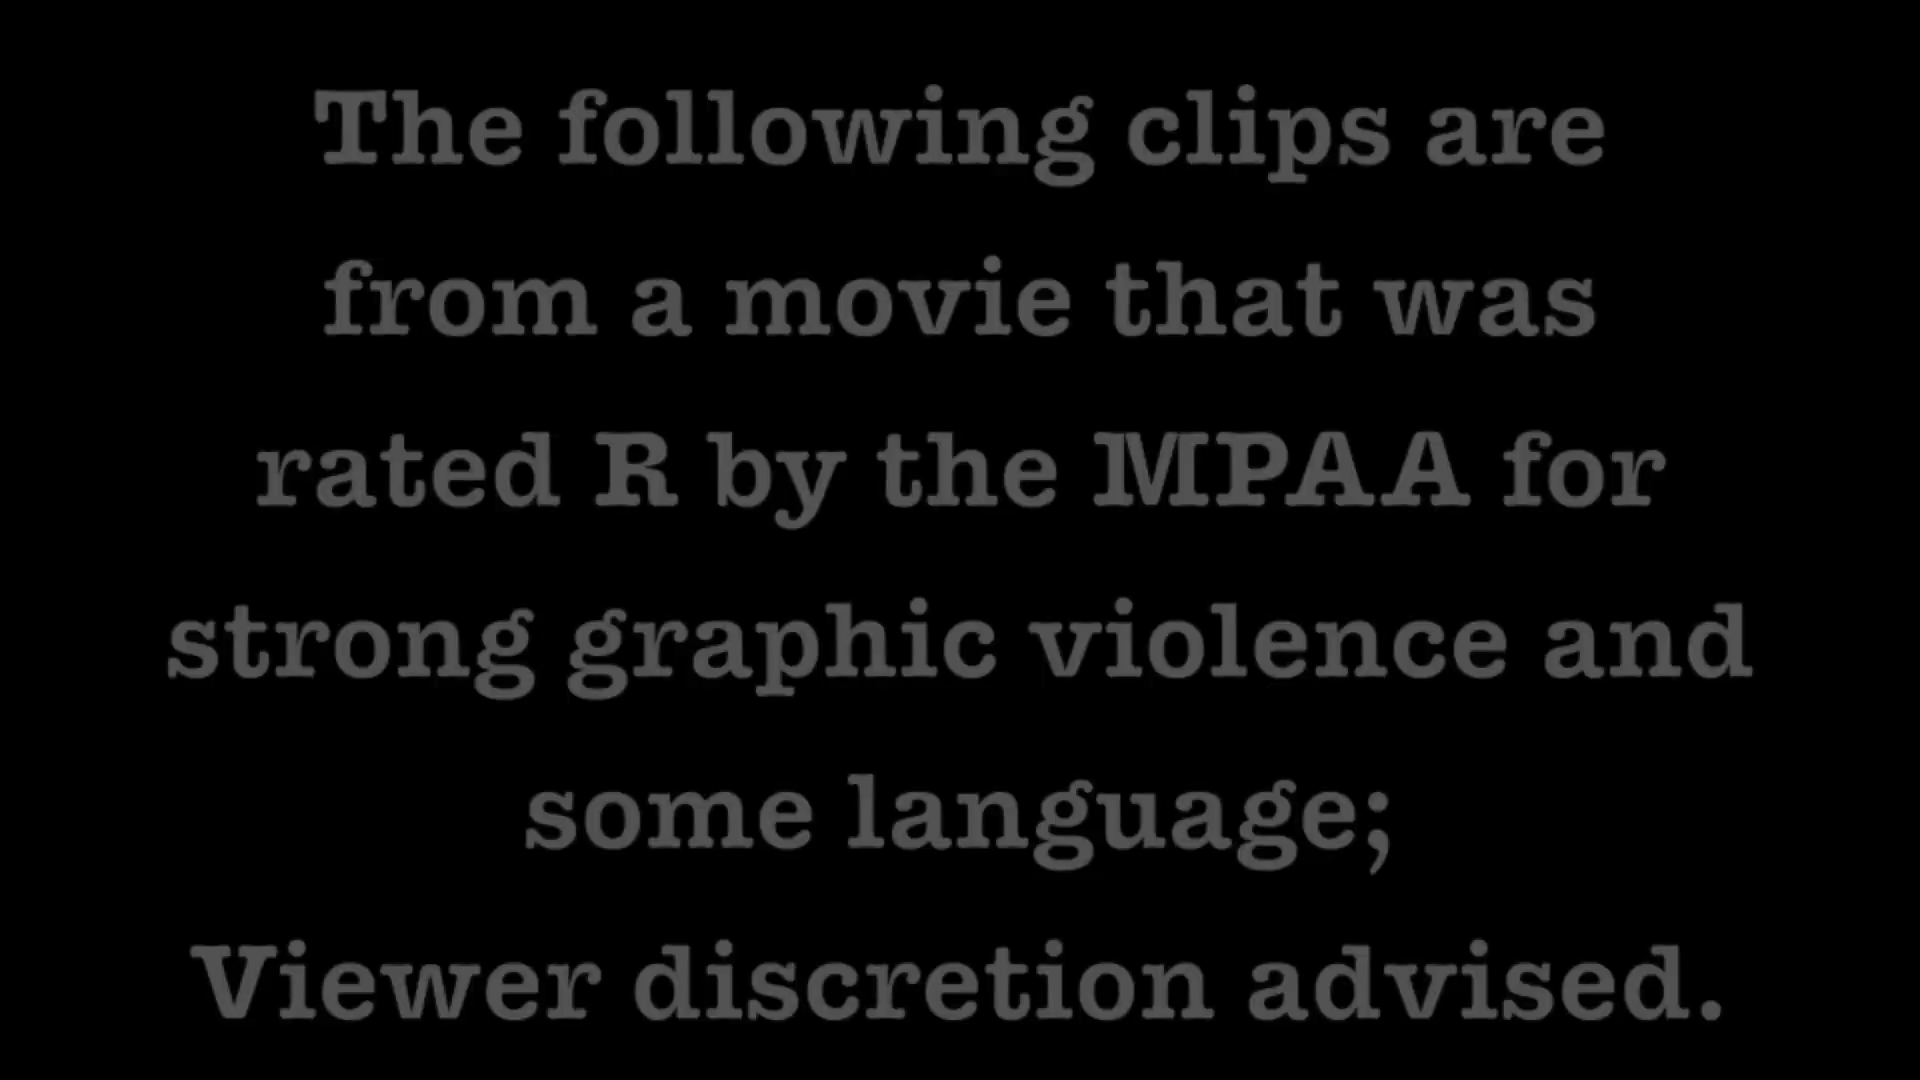 The following clips are
from a movie that was
rated R by the MPAA for
strong graphic violence and
some language;
Viewer discretion advised.